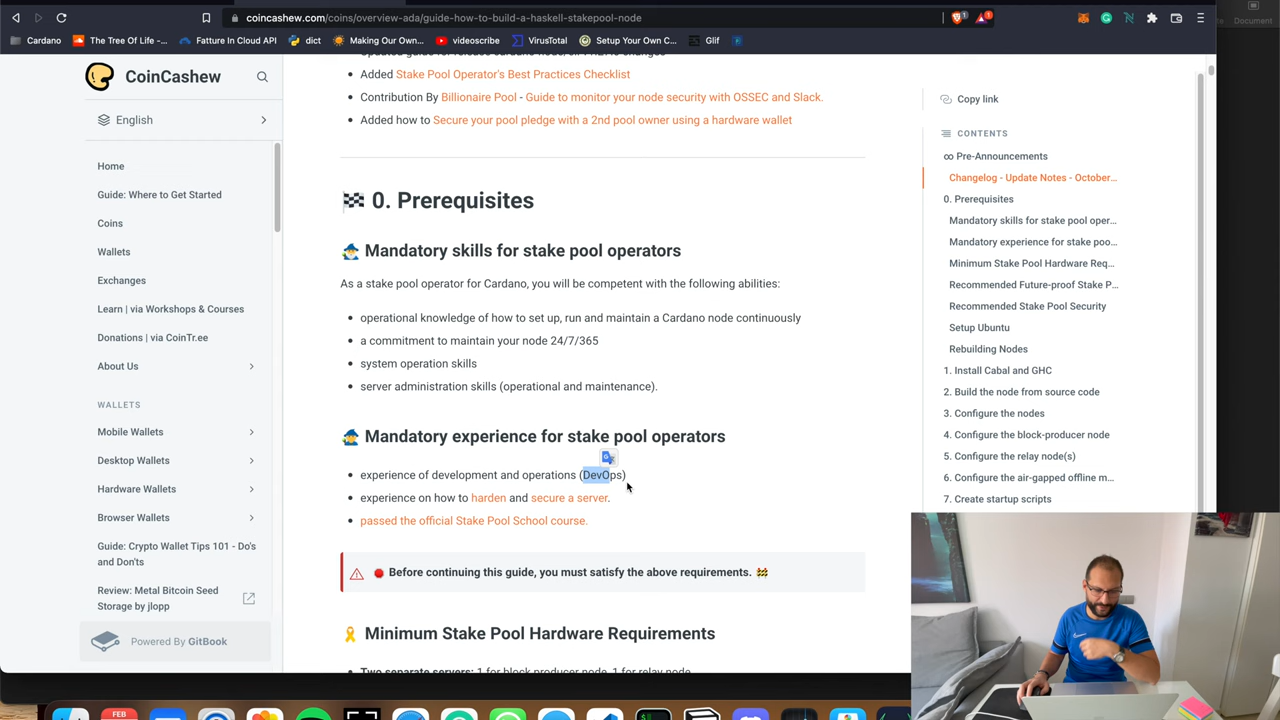 coincashew.com/coins/overview-ada/guide-how-to-build-a-haskell-stakepool-node
Document
Cardano
The Tree Of Life -...
Fatture In Cloud API
dict
Making Our Own...
videoscribe
VirusTotal
Setup Your Own C...
Glif
CoinCashew
English
Home
Guide: Where to Get Started
Coins
Wallets
Exchanges
Learn | via Workshops & Courses
Donations | via CoinTr.ee
About Us
WALLETS
Mobile Wallets
Desktop Wallets
Hardware Wallets
Browser Wallets
Guide: Crypto Wallet Tips 101 - Do's
and Don'ts
Review: Metal Bitcoin Seed
Storage by jlopp
Powered By GitBook
Added Stake Pool Operator's Best Practices Checklist
Contribution By Billionaire Pool - Guide to monitor your node security with OSSEC and Slack.
Added how to Secure your pool pledge with a 2nd pool owner using a hardware wallet
0. Prerequisites
Mandatory skills for stake pool operators
As a stake pool operator for Cardano, you will be competent with the following abilities:
operational knowledge of how to set up, run and maintain a Cardano node continuously
a commitment to maintain your node 24/7/365
system operation skills
server administration skills (operational and maintenance).
Mandatory experience for stake pool operators
experience of development and operations (DevOps)
experience on how to harden and secure a server.
passed the official Stake Pool School course.
Before continuing this guide, you must satisfy the above requirements.
Minimum Stake Pool Hardware Requirements
Two separate servers: 1 for block producer node, 1 for relay node
Copy link
CONTENTS
Pre-Announcements
Changelog - Update Notes - October...
0. Prerequisites
Mandatory skills for stake pool oper...
Mandatory experience for stake poo...
Minimum Stake Pool Hardware Req...
Recommended Future-proof Stake P...
Recommended Stake Pool Security
Setup Ubuntu
Rebuilding Nodes
1. Install Cabal and GHC
2. Build the node from source code
3. Configure the nodes
4. Configure the block-producer node
5. Configure the relay node(s)
6. Configure the air-gapped offline m...
7. Create startup scripts
FEB